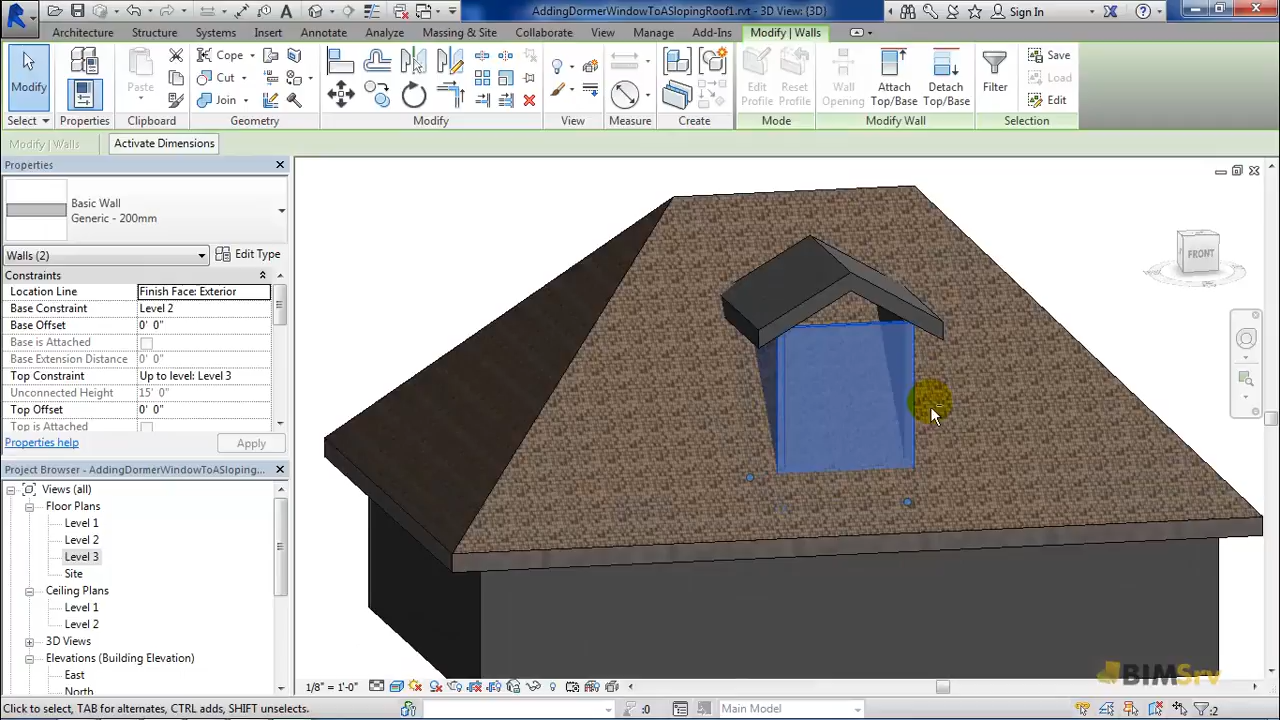 AddingDormerWindowToASlopingRoof1.rvt - 3D View: {3D}
Sign In
Architecture Structure Systems Insert Annotate Analyze Massing & Site Collaborate View Manage Add-Ins Modify | Walls
Modify
Paste
Cope
Cut
Join
Edit Profile
Reset Profile
Wall Opening
Attach Top/Base
Detach Top/Base
Filter
Save
Load
Edit
Select Properties Clipboard Geometry Modify View Measure Create Mode Modify Wall Selection
Modify | Walls Activate Dimensions
Properties
Basic Wall
Generic - 200mm
Walls (2) Edit Type
Constraints
Location Line Finish Face: Exterior
Base Constraint Level 2
Base Offset 0' 0"
Base is Attached
Base Extension Distance 0' 0"
Top Constraint Up to level: Level 3
Unconnected Height 15' 0"
Top Offset 0' 0"
Top is Attached
Properties help Apply
Project Browser - AddingDormerWindowToASloping...
Views (all)
Floor Plans
Level 1
Level 2
Level 3
Site
Ceiling Plans
Level 1
Level 2
3D Views
Elevations (Building Elevation)
East
North
FRONT
BIMSrv
1/8" = 1'-0"
Click to select, TAB for alternates, CTRL adds, SHIFT unselects. :0 Main Model :2